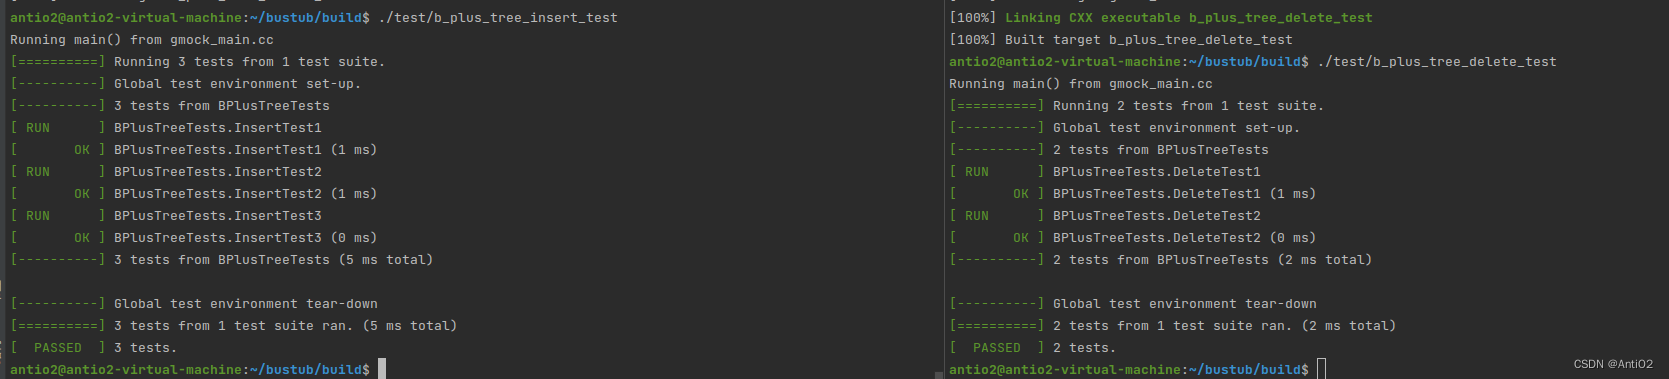 antio2@antio2-virtual-machine:~/bustub/build$ ./test/b_plus_tree_insert_test
Running main() from gmock_main.cc
[==========] Running 3 tests from 1 test suite.
[----------] Global test environment set-up.
[----------] 3 tests from BPlusTreeTests
[ RUN      ] BPlusTreeTests.InsertTest1
[       OK ] BPlusTreeTests.InsertTest1 (1 ms)
[ RUN      ] BPlusTreeTests.InsertTest2
[       OK ] BPlusTreeTests.InsertTest2 (1 ms)
[ RUN      ] BPlusTreeTests.InsertTest3
[       OK ] BPlusTreeTests.InsertTest3 (0 ms)
[----------] 3 tests from BPlusTreeTests (5 ms total)
[----------] Global test environment tear-down
[==========] 3 tests from 1 test suite ran. (5 ms total)
[  PASSED  ] 3 tests.
antio2@antio2-virtual-machine:~/bustub/build$
[100%] Linking CXX executable b_plus_tree_delete_test
[100%] Built target b_plus_tree_delete_test
antio2@antio2-virtual-machine:~/bustub/build$ ./test/b_plus_tree_delete_test
Running main() from gmock_main.cc
[==========] Running 2 tests from 1 test suite.
[----------] Global test environment set-up.
[----------] 2 tests from BPlusTreeTests
[ RUN      ] BPlusTreeTests.DeleteTest1
[       OK ] BPlusTreeTests.DeleteTest1 (1 ms)
[ RUN      ] BPlusTreeTests.DeleteTest2
[       OK ] BPlusTreeTests.DeleteTest2 (0 ms)
[----------] 2 tests from BPlusTreeTests (2 ms total)
[----------] Global test environment tear-down
[==========] 2 tests from 1 test suite ran. (2 ms total)
[  PASSED  ] 2 tests.
antio2@antio2-virtual-machine:~/bustub/build$
CSDN @AntiO2